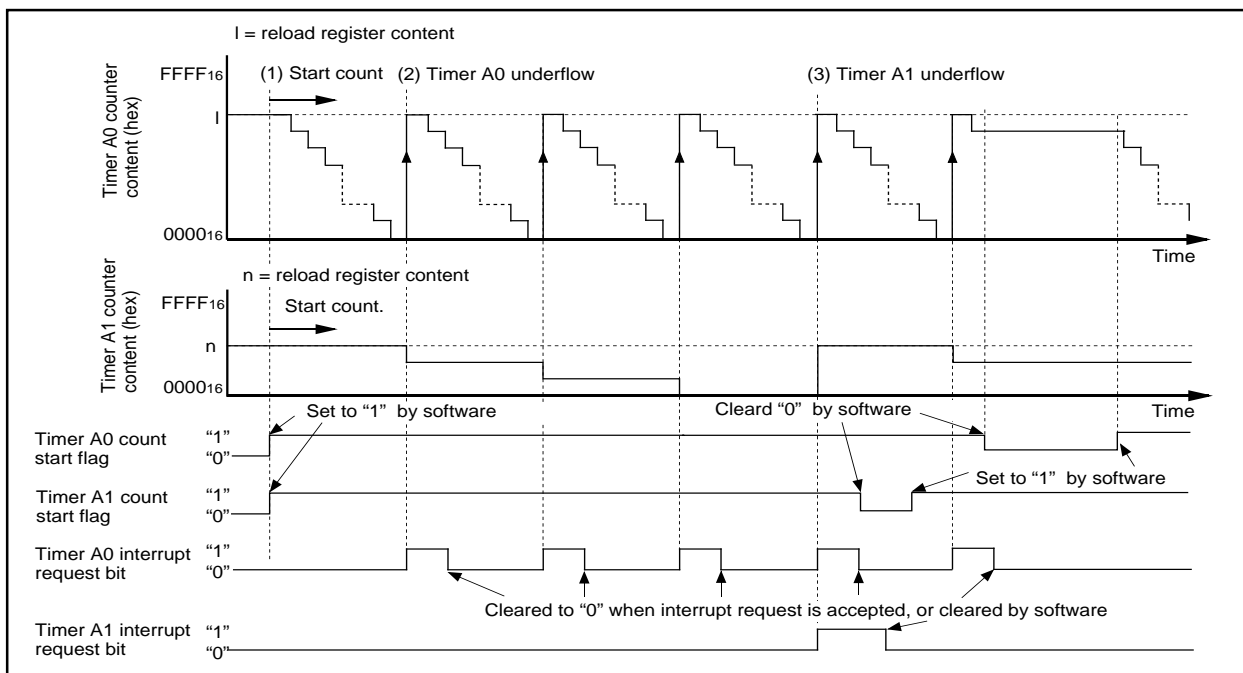 l = reload register content
FFFF16
(1) Start count
(2) Timer A0 underflow
(3) Timer A1 underflow
Timer A0 counter
content (hex)
l
000016
Time
n = reload register content
FFFF16
Start count.
Timer A1 counter
content (hex)
n
000016
Time
Set to “1” by software
Cleard “0” by software
Timer A0 count
start flag
“1”
“0”
Set to “1” by software
Timer A1 count
start flag
“1”
“0”
Timer A0 interrupt
request bit
“1”
“0”
Cleared to “0” when interrupt request is accepted, or cleared by software
Timer A1 interrupt
request bit
“1”
“0”